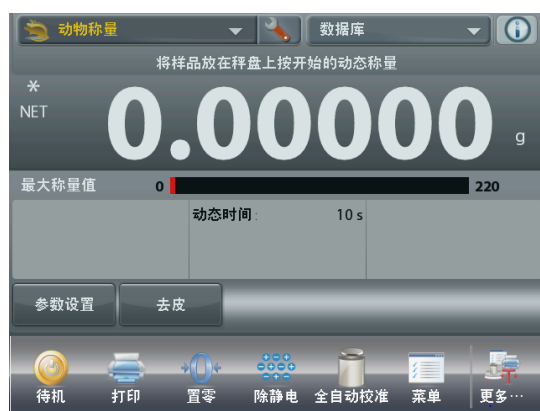 动物称量 数据库
将样品放在秤盘上按开始的动态称量
*
NET
0.00000 g
最大称量值 0 220
动态时间: 10 s
参数设置 去皮
待机 打印 置零 除静电 全自动校准 菜单 更多…